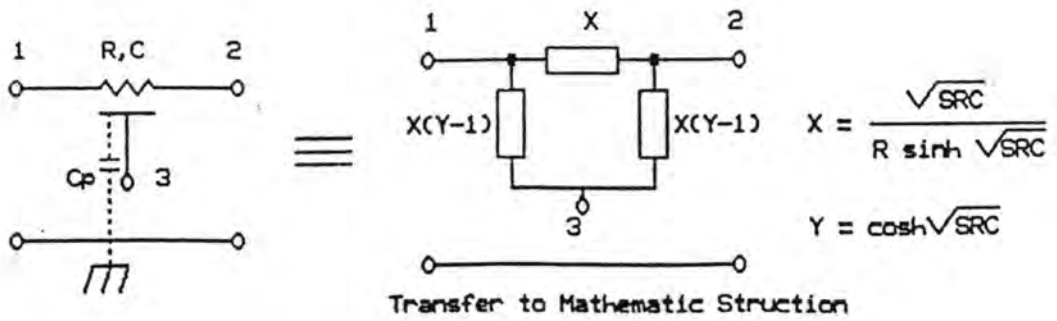 1 R,C 2
Cp 3
1 X 2
X(Y-1) X(Y-1)
3
X = √SRC / R sinh √SRC
Y = cosh√SRC
Transfer to Mathematic Struction